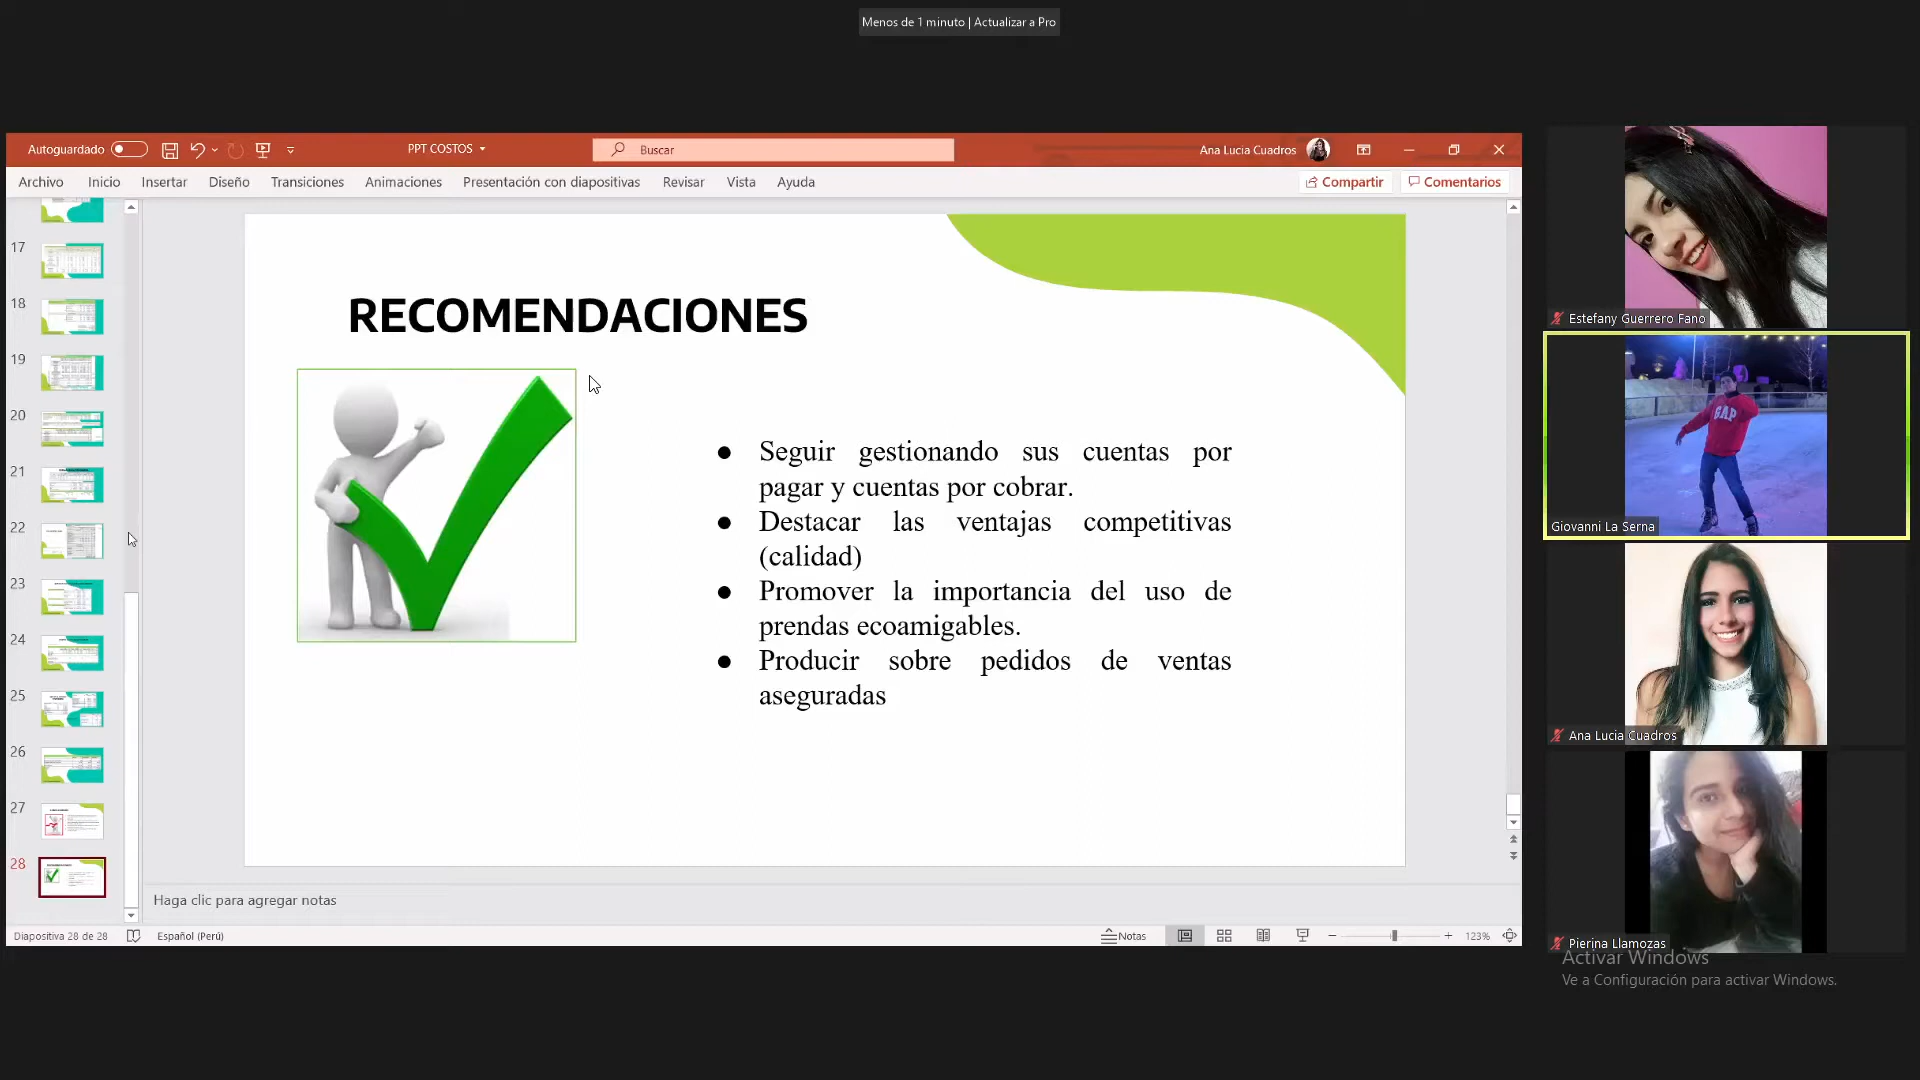 Menos de 1 minuto | Actualizar a Pro
Autoguardado
PPT COSTOS
Buscar
Ana Lucia Cuadros
Archivo Inicio Insertar Diseño Transiciones Animaciones Presentación con diapositivas Revisar Vista Ayuda
Compartir Comentarios
17
18
19
20
21
22
23
24
25
26
27
28
RECOMENDACIONES
● Seguir gestionando sus cuentas por
pagar y cuentas por cobrar.
● Destacar las ventajas competitivas
(calidad)
● Promover la importancia del uso de
prendas ecoamigables.
● Producir sobre pedidos de ventas
aseguradas
Haga clic para agregar notas
Diapositiva 28 de 28
Español (Perú)
Notas
123%
Estefany Guerrero Fano
GAP
Giovanni La Serna
Ana Lucia Cuadros
Pierina Llamozas
Activar Windows
Ve a Configuración para activar Windows.